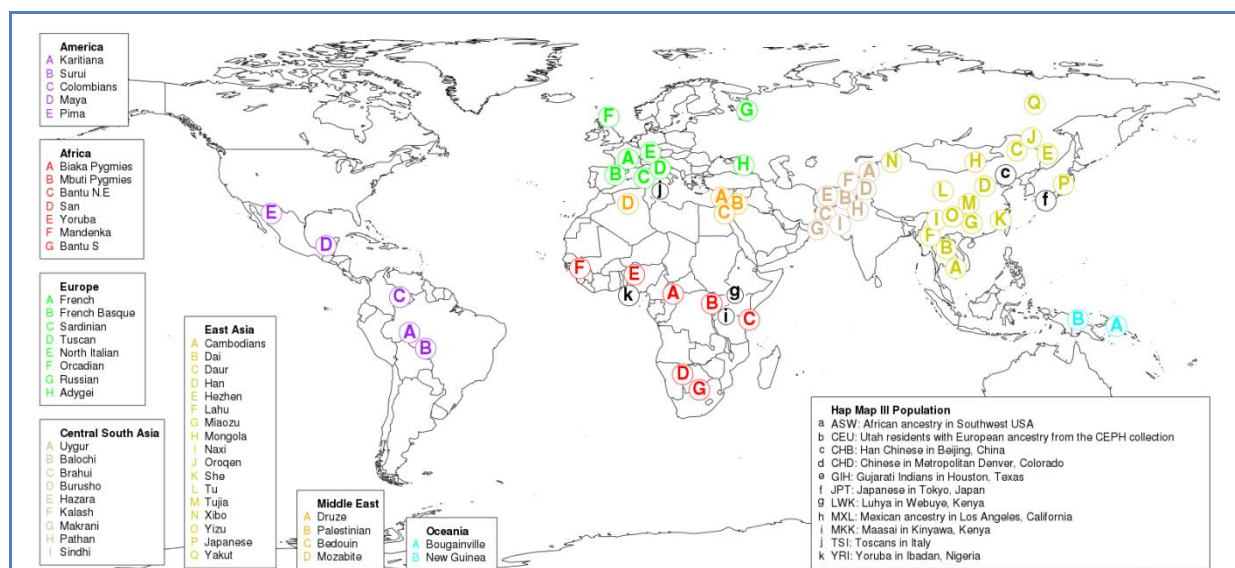 America
A Karitiana
B Surui
C Colombians
D Maya
E Pima
Africa
A Biaka Pygmies
B Mbuti Pygmies
C Bantu N.E
D San
E Yoruba
F Mandenka
G Bantu S
Europe
A French
B French Basque
C Sardinian
D Tuscan
E North Italian
F Orcadian
G Russian
H Adygei
Central South Asia
A Uygur
B Balochi
C Brahui
D Burusho
E Hazara
F Kalash
G Makrani
H Pathan
I Sindhi
East Asia
A Cambodians
B Dai
C Daur
D Han
E Hezhen
F Lahu
G Miaozu
H Mongola
I Naxi
J Oroqen
K She
L Tu
M Tujia
N Xibo
O Yizu
P Japanese
Q Yakut
Middle East
A Druze
B Palestinian
C Bedouin
D Mozabite
Oceania
A Bougainville
B New Guinea
Hap Map III Population
a ASW: African ancestry in Southwest USA
b CEU: Utah residents with European ancestry from the CEPH collection
c CHB: Han Chinese in Beijing, China
d CHD: Chinese in Metropolitan Denver, Colorado
e GIH: Gujarati Indians in Houston, Texas
f JPT: Japanese in Tokyo, Japan
g LWK: Luhya in Webuye, Kenya
h MXL: Mexican ancestry in Los Angeles, California
i MKK: Maasai in Kinyawa, Kenya
j TSI: Toscans in Italy
k YRI: Yoruba in Ibadan, Nigeria
E
D
C
A
B
F
G
A
E
B
C
D
H
j
D
A
B
C
F
E
k
A
B
g
i
C
D
G
A
F
D
E
B
C
H
G
I
Q
N
J
C
E
H
c
D
P
f
L
M
I
O
G
K
F
B
A
B
A